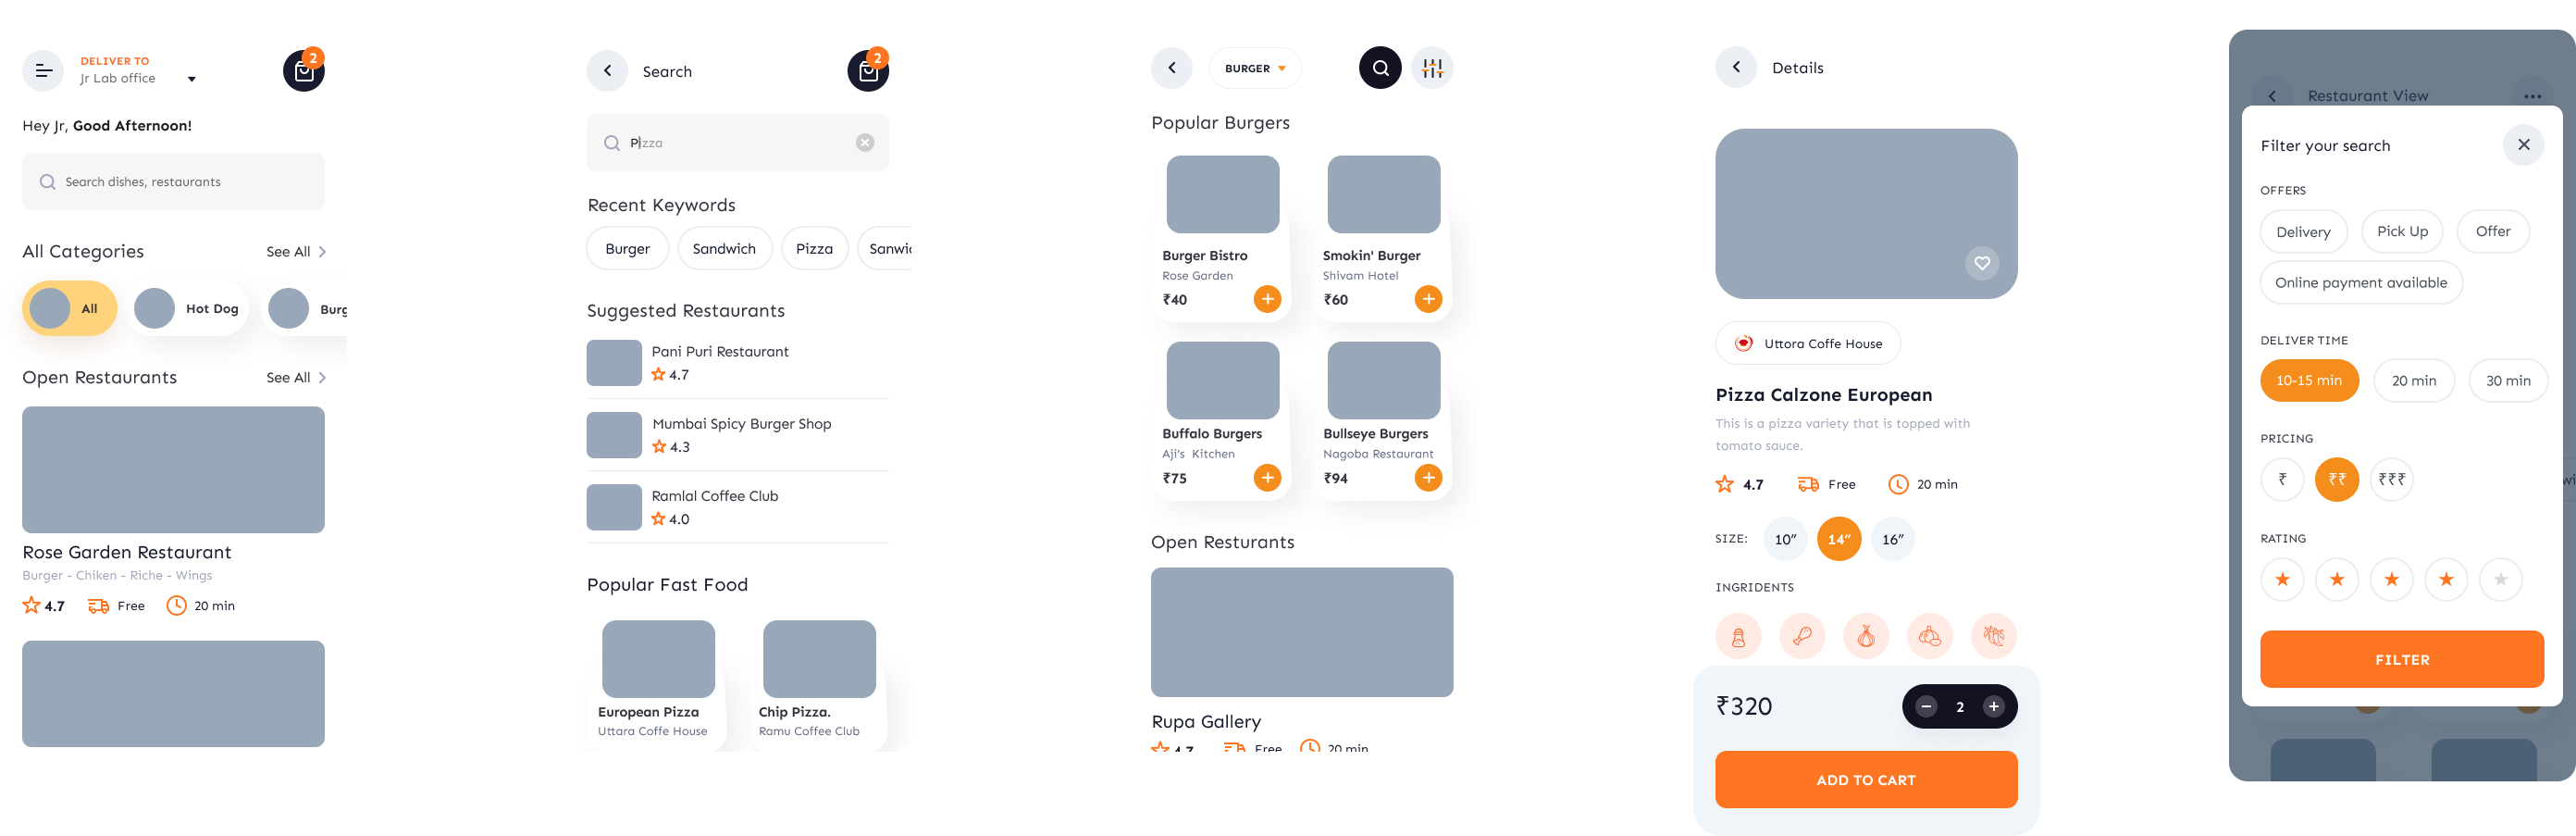 DELIVER TO
Jr Lab office
2
Hey Jr, Good Afternoon!
Search dishes, restaurants
All Categories
See All
All
Hot Dog
Burg
Open Restaurants
See All
Rose Garden Restaurant
Burger - Chiken - Riche - Wings
4.7
Free
20 min
Search
2
Pizza
Recent Keywords
Burger
Sandwich
Pizza
Sanwic
Suggested Restaurants
Pani Puri Restaurant
4.7
Mumbai Spicy Burger Shop
4.3
Ramlal Coffee Club
4.0
Popular Fast Food
European Pizza
Uttara Coffe House
Chip Pizza.
Ramu Coffee Club
BURGER
Popular Burgers
Burger Bistro
Rose Garden
₹40
Smokin' Burger
Shivam Hotel
₹60
Buffalo Burgers
Aji's Kitchen
₹75
Bullseye Burgers
Nagoba Restaurant
₹94
Open Resturants
Rupa Gallery
4.7
Free
20 min
Details
Uttora Coffe House
Pizza Calzone European
This is a pizza variety that is topped with
tomato sauce.
4.7
Free
20 min
SIZE:
10”
14”
16”
INGRIDENTS
₹320
2
ADD TO CART
Restaurant View
Filter your search
OFFERS
Delivery
Pick Up
Offer
Online payment available
DELIVER TIME
10-15 min
20 min
30 min
PRICING
₹
₹₹
₹₹₹
wi
RATING
FILTER